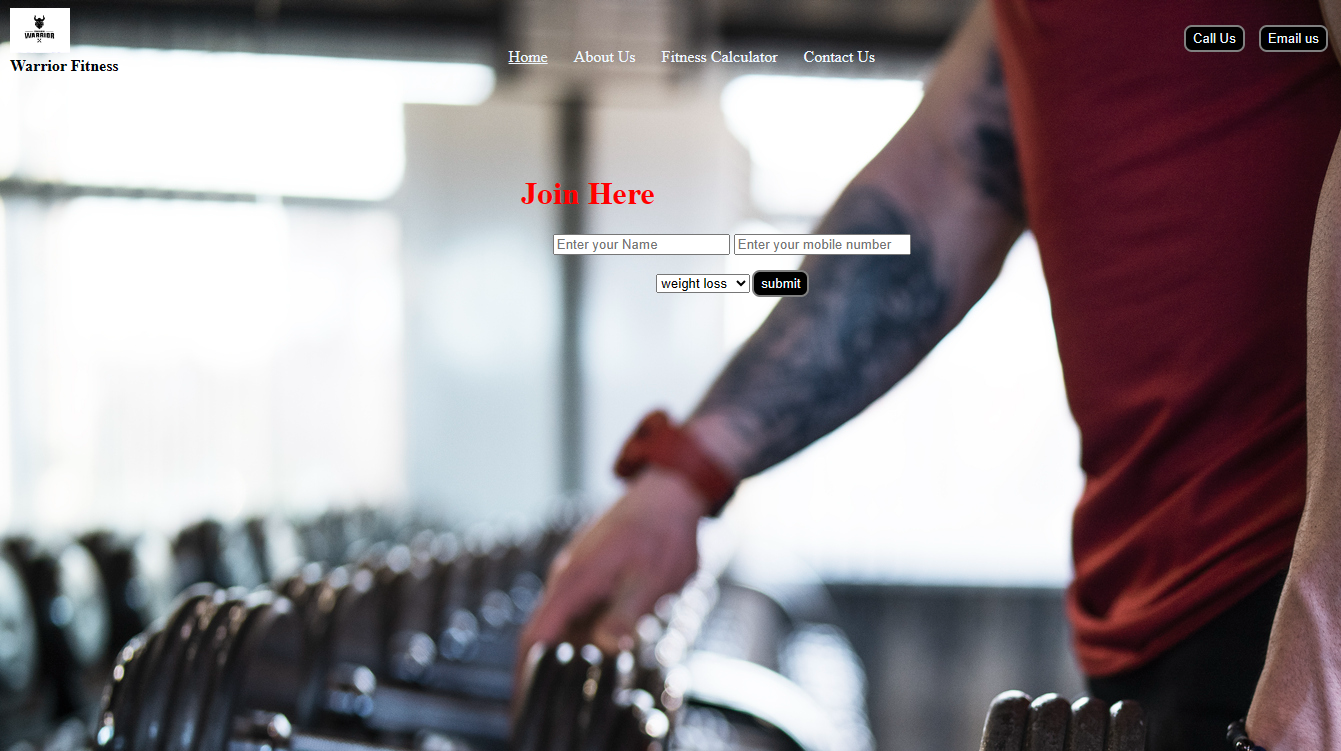 WARRIOR
Warrior Fitness
Home About Us Fitness Calculator Contact Us
Call Us Email us
Join Here
Enter your Name Enter your mobile number
weight loss submit